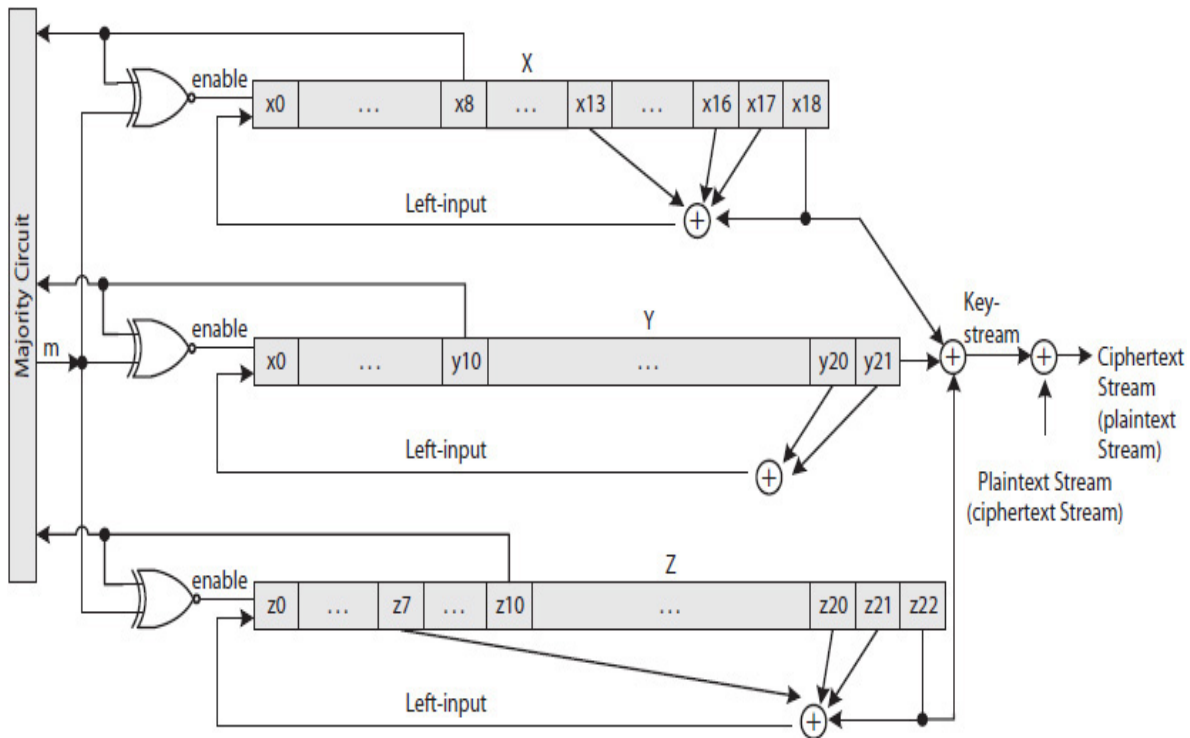 Majority Circuit
m
X
enable
x0 ... x8 ... x13 ... x16 x17 x18
Left-input
+
Y
enable
x0 ... y10 ... y20 y21
Left-input
+
Key-
stream
+
+
Ciphertext
Stream
(plaintext
Stream)
Plaintext Stream
(ciphertext Stream)
Z
enable
z0 ... z7 ... z10 ... z20 z21 z22
Left-input
+